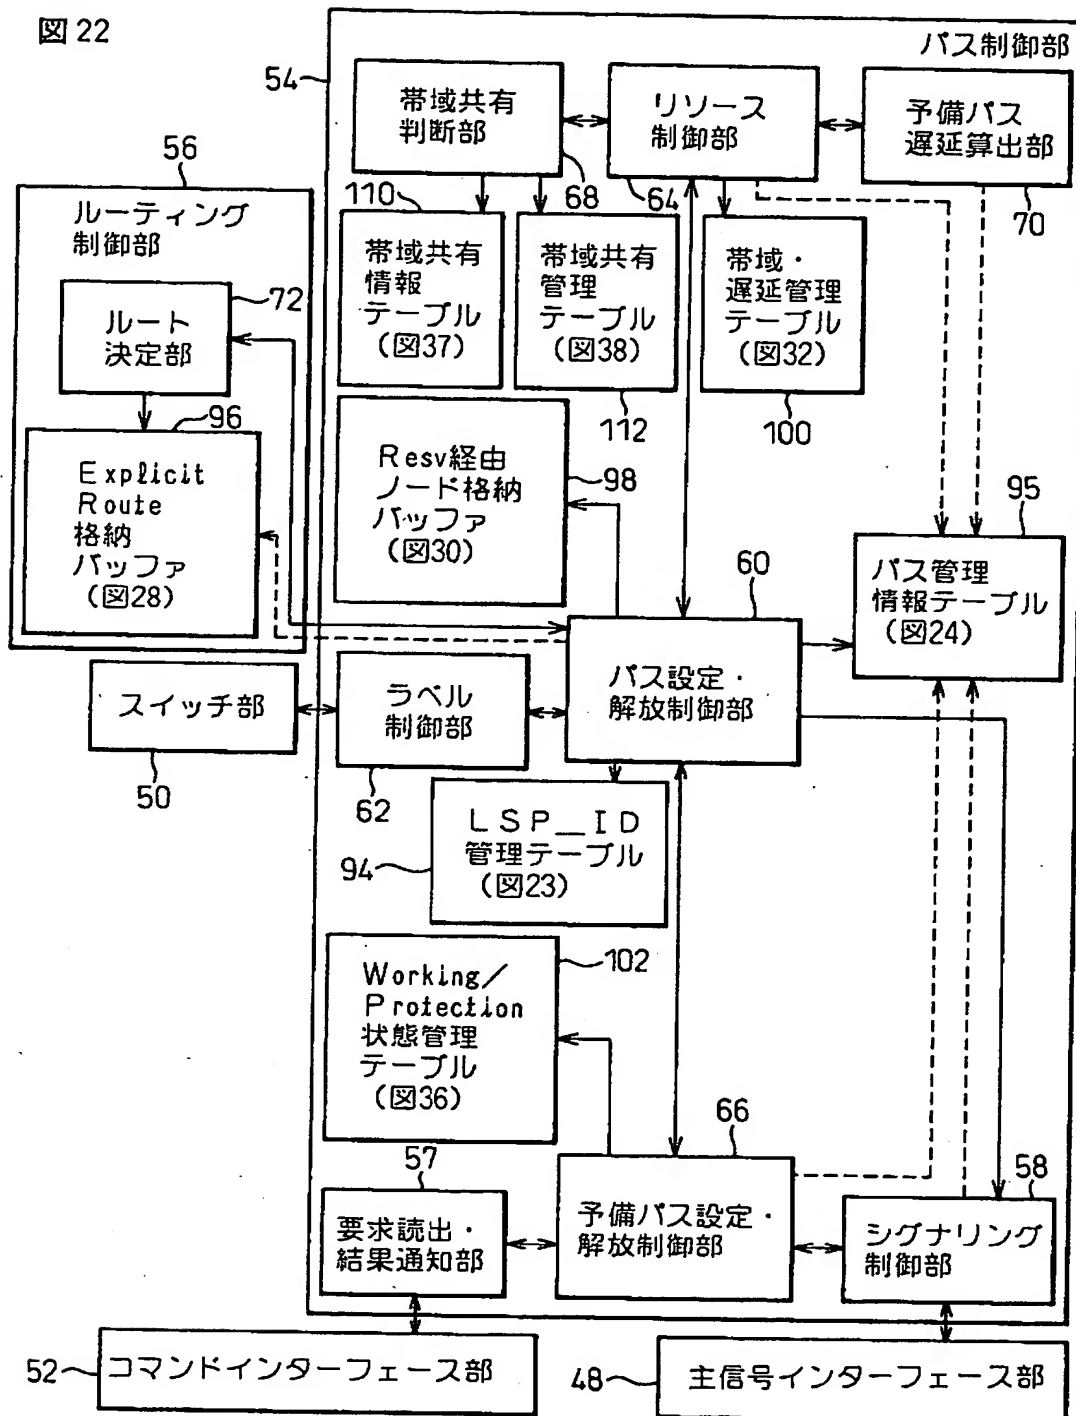 図22
パス制御部
54
帯域共有
判断部
68
リソース
制御部
64
予備パス
遅延算出部
70
56
ルーティング
制御部
72
ルート
決定部
96
Explicit
Route
格納
バッファ
(図28)
110
帯域共有
情報
テーブル
(図37)
帯域共有
管理
テーブル
(図38)
112
帯域・
遅延管理
テーブル
(図32)
100
Resv経由
ノード格納
バッファ
(図30)
98
95
パス管理
情報テーブル
(図24)
60
パス設定・
解放制御部
スイッチ部
50
ラベル
制御部
62
LSP_ID
管理テーブル
(図23)
94
Working/
Protection
状態管理
テーブル
(図36)
102
57
要求読出・
結果通知部
66
予備パス設定・
解放制御部
58
シグナリング
制御部
52
コマンドインターフェース部
48
主信号インターフェース部